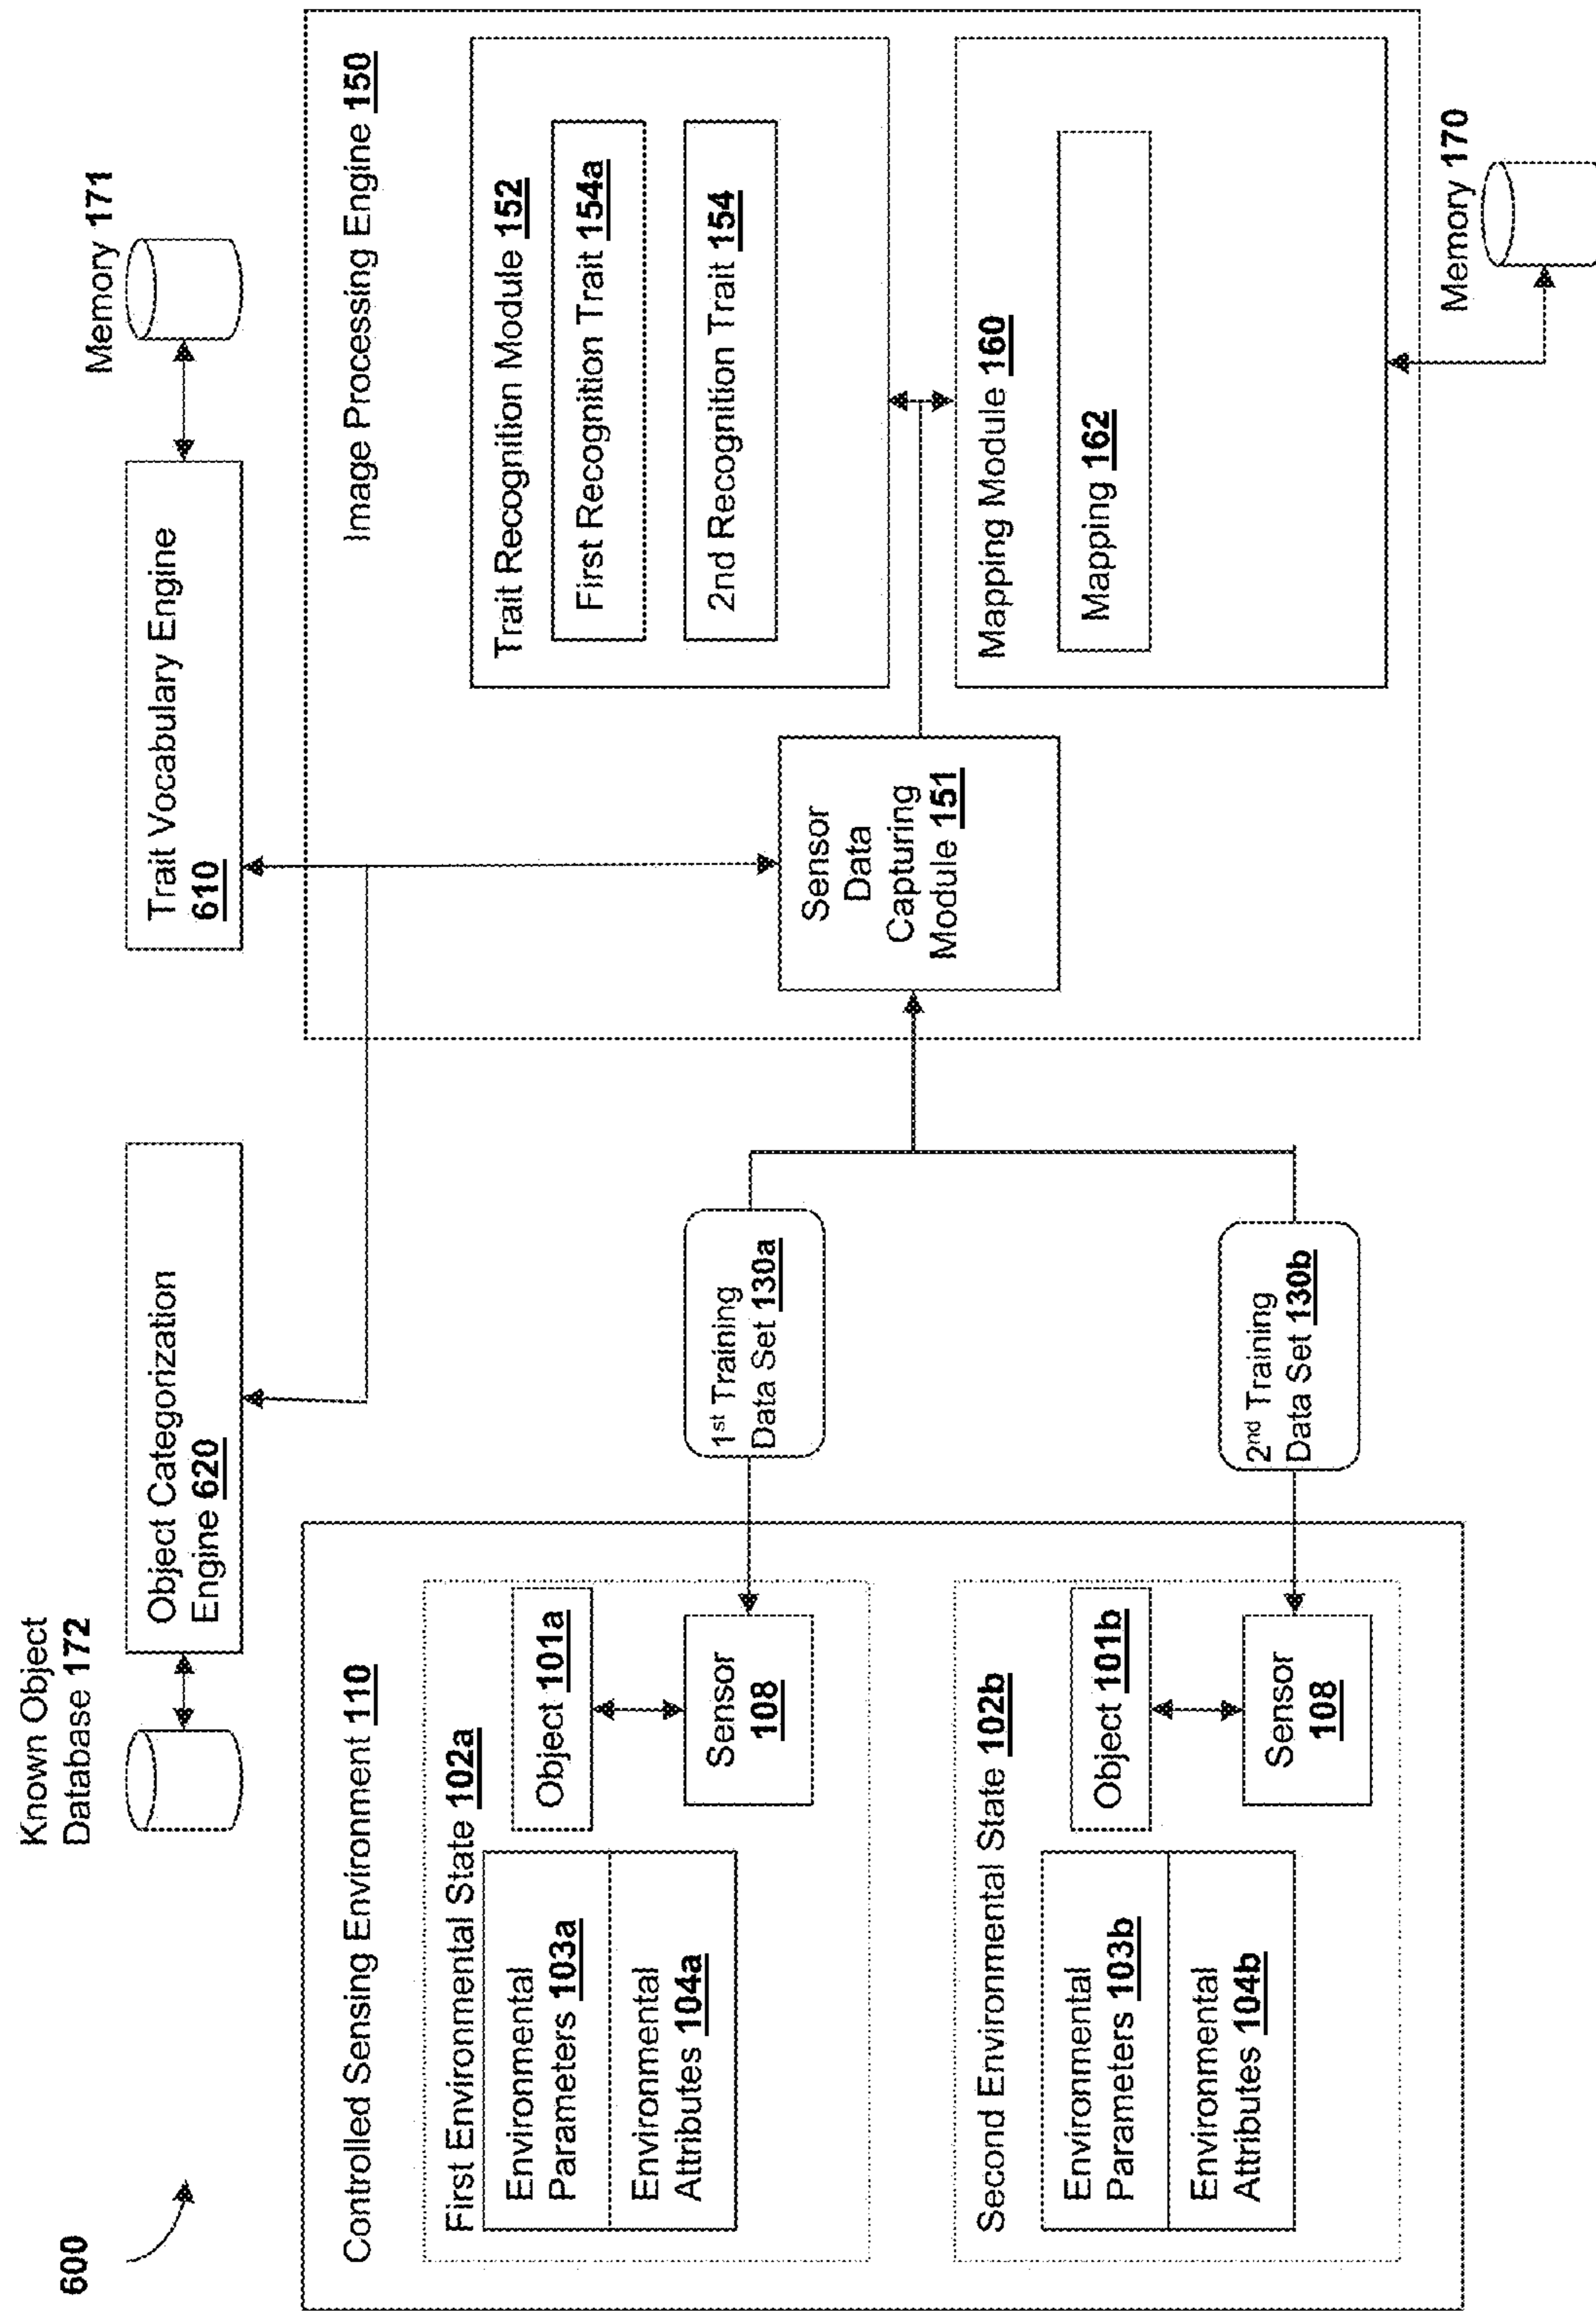 600
Known Object
Database 172
Object Categorization
Engine 620
Trait Vocabulary Engine
610
Memory 171
Controlled Sensing Environment 110
First Environmental State 102a
Environmental
Parameters 103a
Environmental
Attributes 104a
Object 101a
Sensor
108
Second Environmental State 102b
Environmental
Parameters 103b
Environmental
Attributes 104b
Object 101b
Sensor
108
1st Training
Data Set 130a
2nd Training
Data Set 130b
Image Processing Engine 150
Sensor
Data
Capturing
Module 151
Trait Recognition Module 152
First Recognition Trait 154a
2nd Recognition Trait 154
Mapping Module 160
Mapping 162
Memory 170